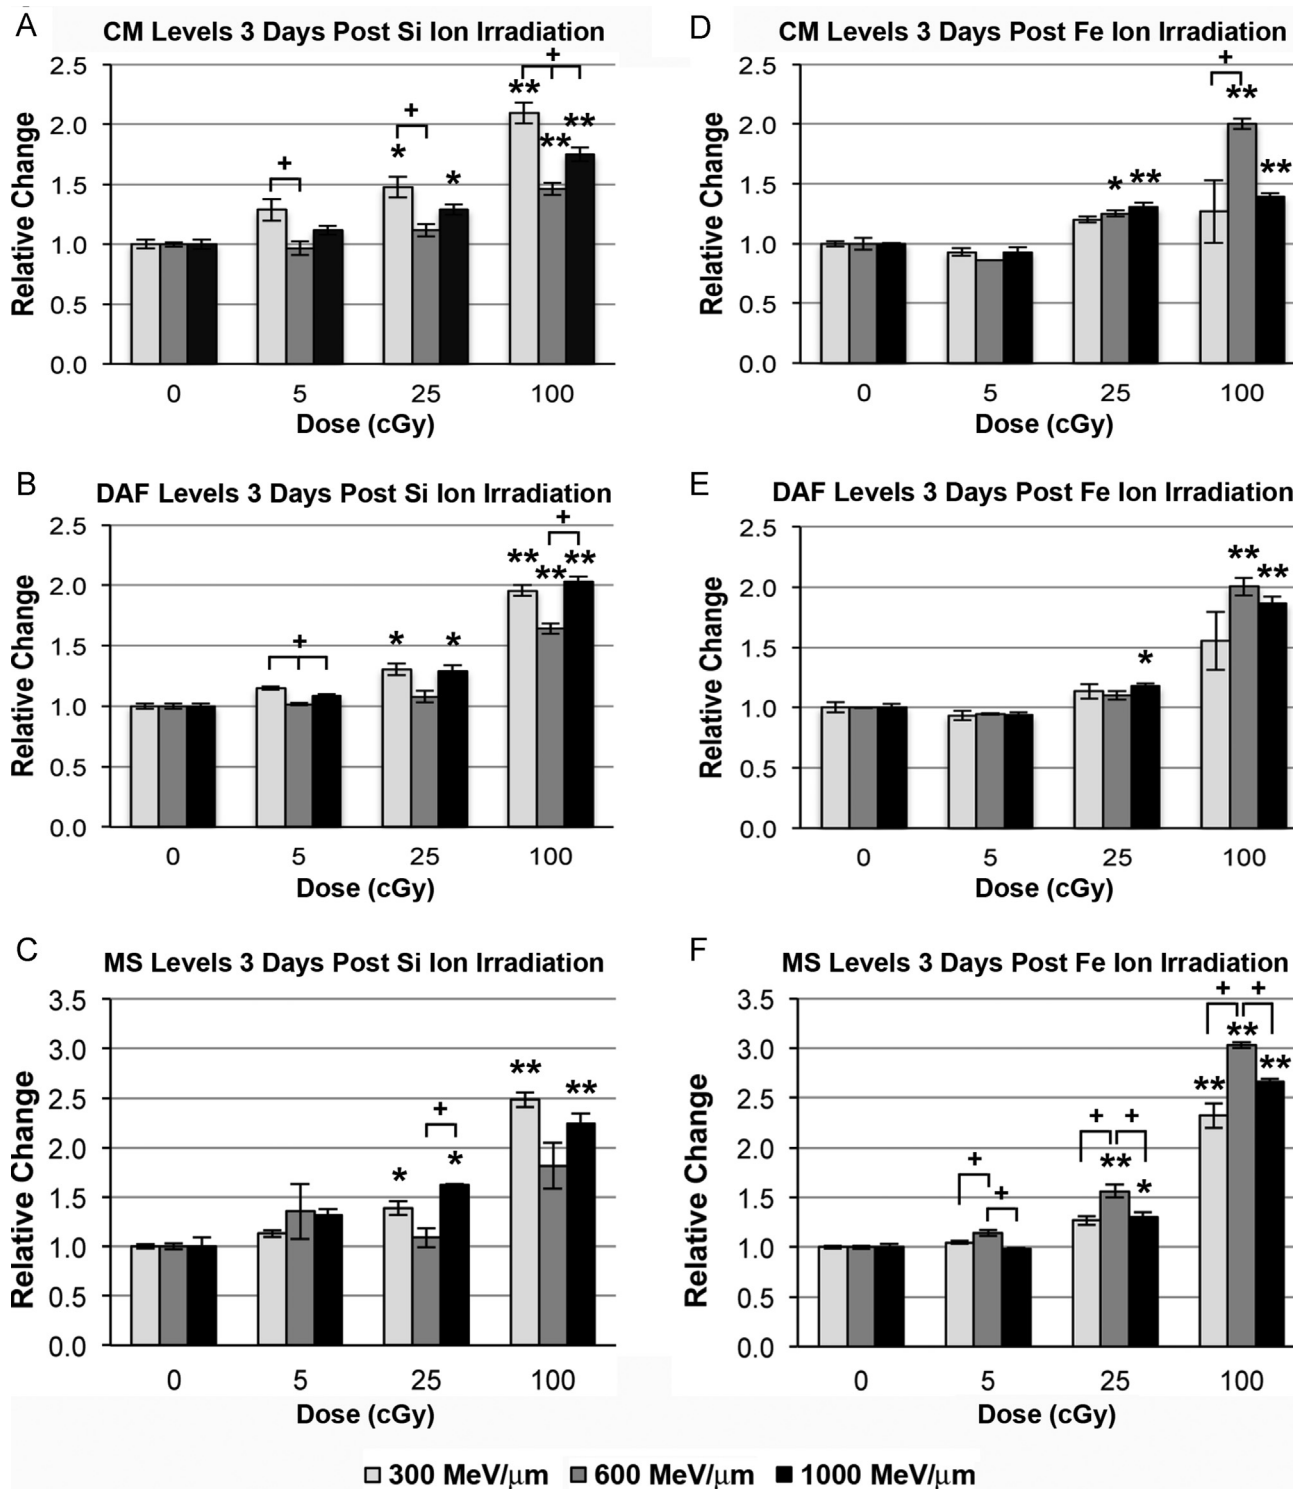 A
CM Levels 3 Days Post Si Ion Irradiation
Relative Change
2.5
2.0
1.5
1.0
0.5
0.0
+
+
+
*
*
**
**
**
0 5 25 100
Dose (cGy)
D
CM Levels 3 Days Post Fe Ion Irradiation
Relative Change
2.5
2.0
1.5
1.0
0.5
0.0
+
*
**
**
**
0 5 25 100
Dose (cGy)
B
DAF Levels 3 Days Post Si Ion Irradiation
Relative Change
2.5
2.0
1.5
1.0
0.5
0.0
+
+
*
*
**
**
**
0 5 25 100
Dose (cGy)
E
DAF Levels 3 Days Post Fe Ion Irradiation
Relative Change
2.5
2.0
1.5
1.0
0.5
0.0
*
**
**
0 5 25 100
Dose (cGy)
C
MS Levels 3 Days Post Si Ion Irradiation
Relative Change
3.5
3.0
2.5
2.0
1.5
1.0
0.5
0.0
+
*
*
**
**
0 5 25 100
Dose (cGy)
F
MS Levels 3 Days Post Fe Ion Irradiation
Relative Change
3.5
3.0
2.5
2.0
1.5
1.0
0.5
0.0
+
+
+
+
+
+
**
*
**
**
**
0 5 25 100
Dose (cGy)
300 MeV/μm 600 MeV/μm 1000 MeV/μm